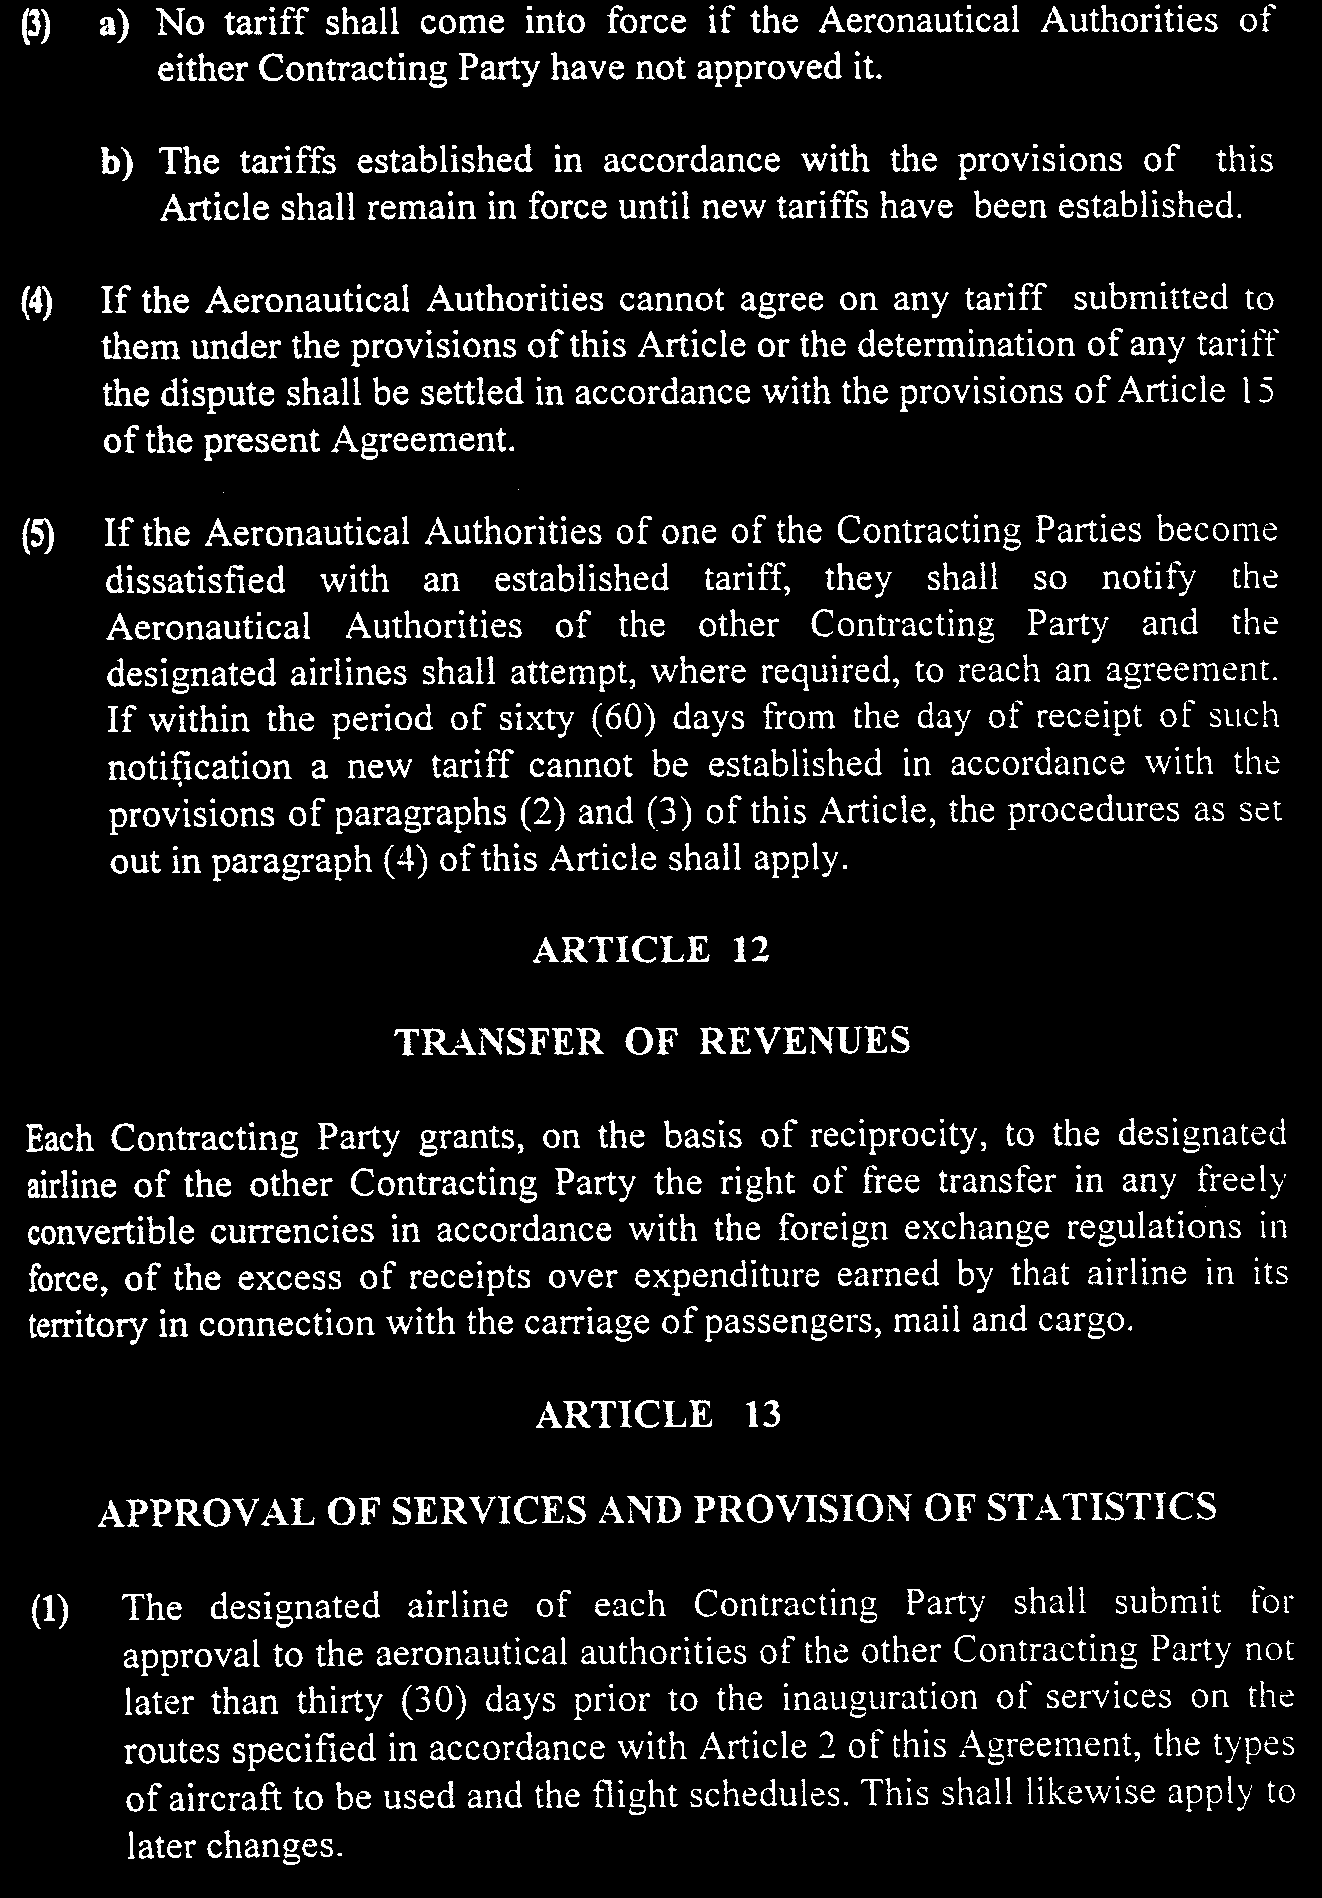 (3) a) No tariff shall come into force if the Aeronautical Authorities of
either Contracting Party have not approved it.
b) The tariffs established in accordance with the provisions of this
Article shall remain in force until new tariffs have been established.
(4) If the Aeronautical Authorities cannot agree on any tariff submitted to
them under the provisions of this Article or the determination of any tariff
the dispute shall be settled in accordance with the provisions of Article 15
of the present Agreement.
(5) If the Aeronautical Authorities of one of the Contracting Parties become
dissatisfied with an established tariff, they shall so notify the
Aeronautical Authorities of the other Contracting Party and the
designated airlines shall attempt, where required, to reach an agreement.
If within the period of sixty (60) days from the day of receipt of such
notification a new tariff cannot be established in accordance with the
provisions of paragraphs (2) and (3) of this Article, the procedures as set
out in paragraph (4) of this Article shall apply.
ARTICLE 12
TRANSFER OF REVENUES
Each Contracting Party grants, on the basis of reciprocity, to the designated
airline of the other Contracting Party the right of free transfer in any freely
convertible currencies in accordance with the foreign exchange regulations in
force, of the excess of receipts over expenditure earned by that airline in its
territory in connection with the carriage of passengers, mail and cargo.
ARTICLE 13
APPROVAL OF SERVICES AND PROVISION OF STATISTICS
(1) The designated airline of each Contracting Party shall submit for
approval to the aeronautical authorities of the other Contracting Party not
later than thirty (30) days prior to the inauguration of services on the
routes specified in accordance with Article 2 of this Agreement, the types
of aircraft to be used and the flight schedules. This shall likewise apply to
later changes.